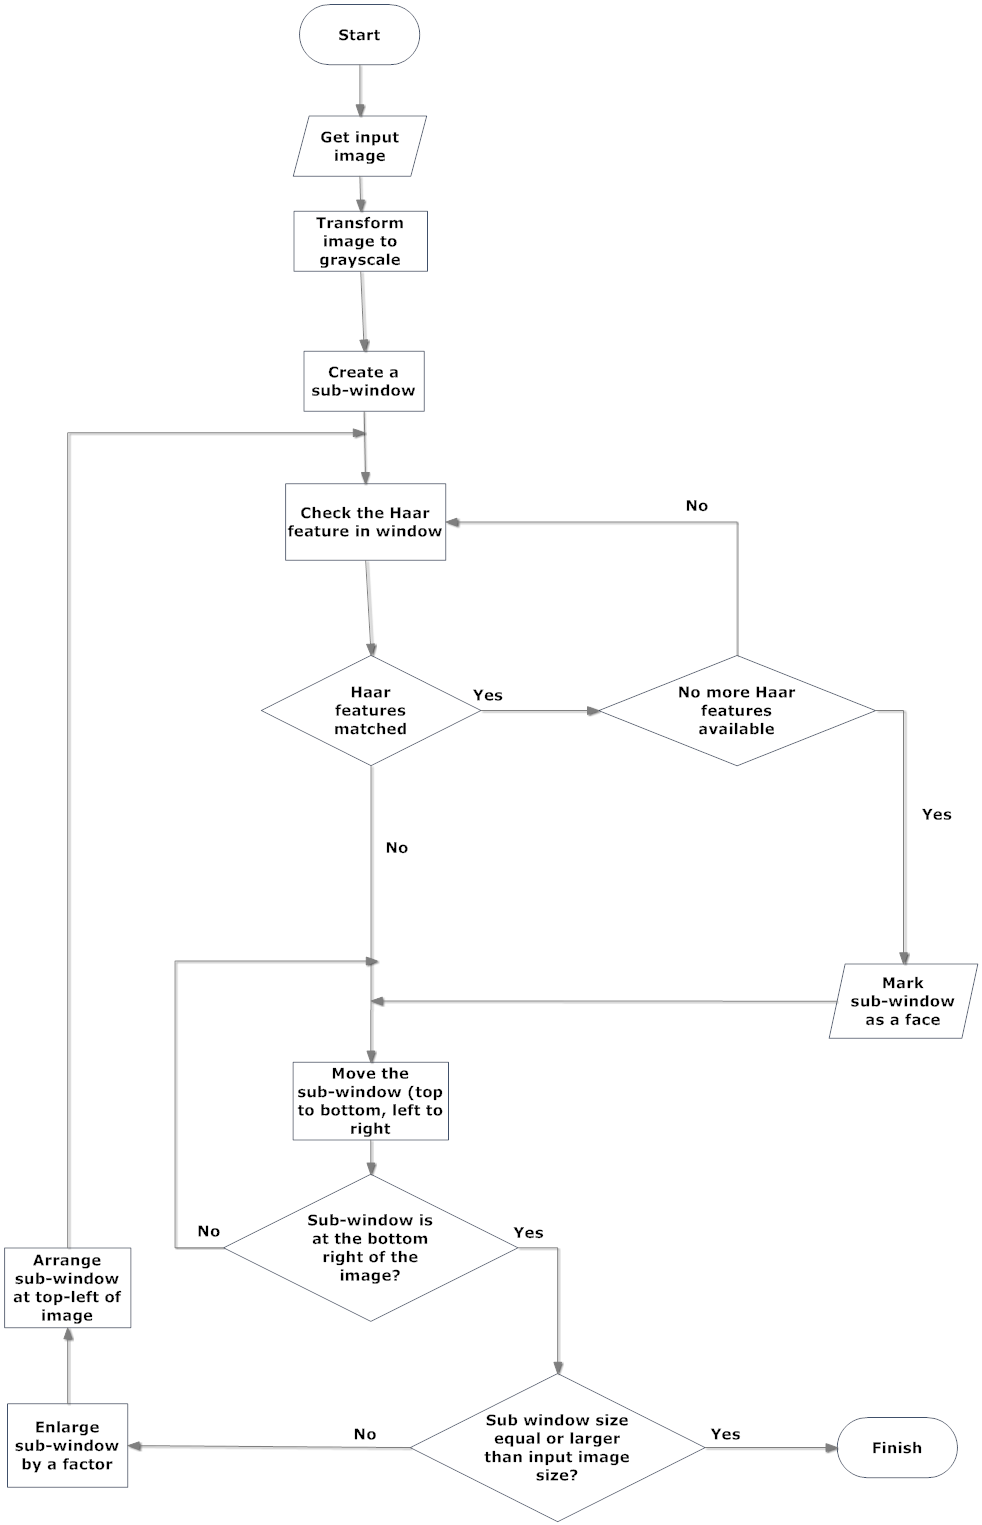 Start
Get input
image
Transform
image to
grayscale
Create a
sub-window
Check the Haar
feature in window
No
Haar
features
matched
Yes
No more Haar
features
available
Yes
No
Mark
sub-window
as a face
Move the
sub-window (top
to bottom, left to
right
No
Sub-window is
at the bottom
right of the
image?
Yes
Arrange
sub-window
at top-left of
image
Enlarge
sub-window
by a factor
No
Sub window size
equal or larger
than input image
size?
Yes
Finish